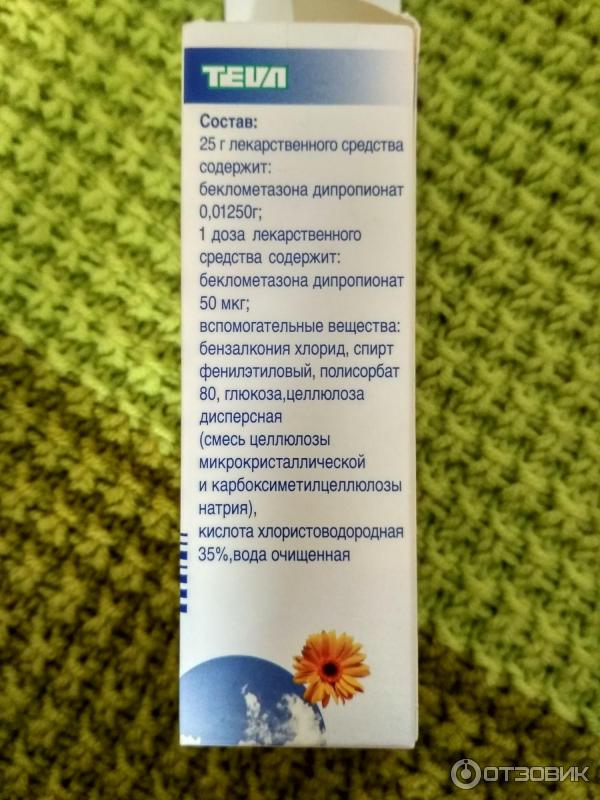 TEVA
Состав:
25 г лекарственного средства
содержит:
беклометазона дипропионат
0,01250г;
1 доза лекарственного
средства содержит:
беклометазона дипропионат
50 мкг;
вспомогательные вещества:
бензалкония хлорид, спирт
фенилэтиловый, полисорбат
80, глюкоза,целлюлоза
дисперсная
(смесь целлюлозы
микрокристаллической
и карбоксиметилцеллюлозы
натрия),
кислота хлористоводородная
35%,вода очищенная
ОТЗОВИК